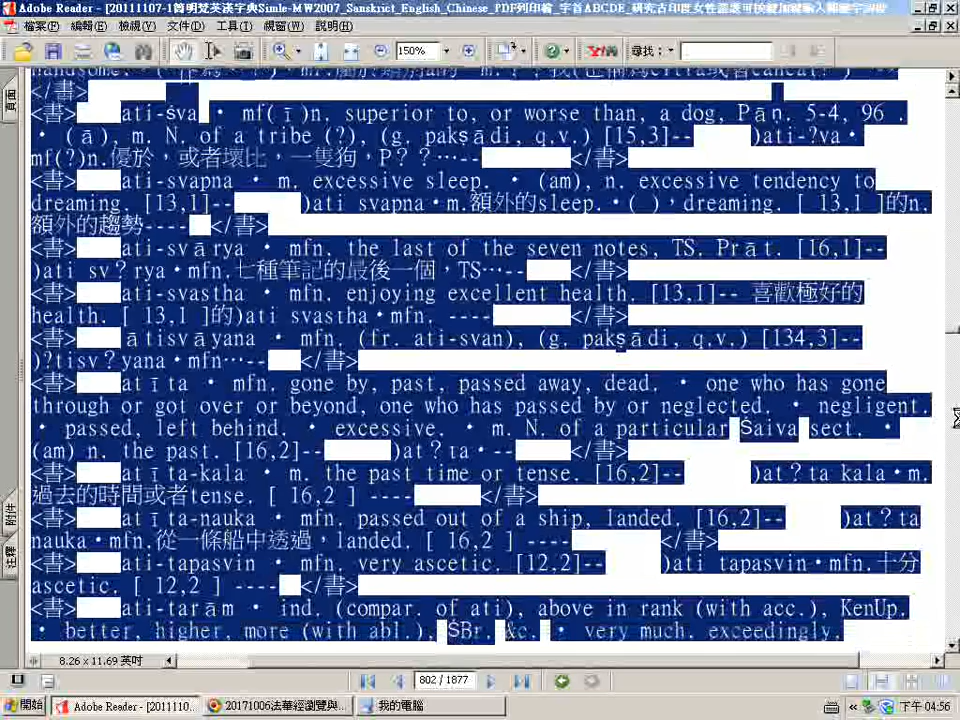 Adobe Reader - [20111107-1簡明梵英漢字典Simle-MW2007_Sanskrict_English_Chinese_PDF列印檔_字首ABCDE_研究古印度女性
檔案(F) 編輯(E) 檢視(V) 文件(D) 工具(T) 視窗(W) 說明(H)
150% Y!奇摩 尋找：
頁面
</書>
<書> ati-śva • mf(ī)n. superior to, or worse than, a dog, Pāṇ. 5-4, 96 .
• (ā), m. N. of a tribe (?), (g. pakṣādi, q.v.) [15,3]-- )ati-?va•
mf(?)n.優於，或者壞比，一隻狗，P？？…-- </書>
<書> ati-svapna • m. excessive sleep. • (am), n. excessive tendency to
dreaming. [13,1]-- )ati svapna•m.額外的sleep.•( )，dreaming. [ 13,1 ]的n.
額外的趨勢---- </書>
<書> ati-svārya • mfn. the last of the seven notes, TS. Prāt. [16,1]--
)ati sv？rya•mfn.七種筆記的最後一個，TS…-- </書>
<書> ati-svastha • mfn. enjoying excellent health. [13,1]-- 喜歡極好的
health. [ 13,1 ]的)ati svastha•mfn. ---- </書>
<書> ātisvāyana • mfn. (fr. ati-svan), (g. pakṣādi, q.v.) [134,3]--
)?tisv？yana•mfn…-- </書>
<書> atīta • mfn. gone by, past, passed away, dead. • one who has gone
through or got over or beyond, one who has passed by or neglected. • negligent.
• passed, left behind. • excessive. • m. N. of a particular Śaiva sect. •
(am) n. the past. [16,2]-- )at？ta•-- </書>
<書> atīta-kala • m. the past time or tense. [16,2]-- )at？ta kala•m.
過去的時間或者tense. [ 16,2 ] ---- </書>
<書> atīta-nauka • mfn. passed out of a ship, landed. [16,2]-- )at？ta
nauka•mfn.從一條船中透過，landed. [ 16,2 ] ---- </書>
<書> ati-tapasvin • mfn. very ascetic. [12,2]-- )ati tapasvin•mfn.十分
ascetic. [ 12,2 ] ---- </書>
<書> ati-tarām • ind. (compar. of ati), above in rank (with acc.), KenUp.
• better, higher, more (with abl.), ŚBr. &c. • very much, exceedingly,
附件
注釋
8.26 x 11.69 英吋
802 / 1877
開始 Adobe Reader - [2011110... 20171006法華經瀏覽與... 我的電腦 下午 04:56